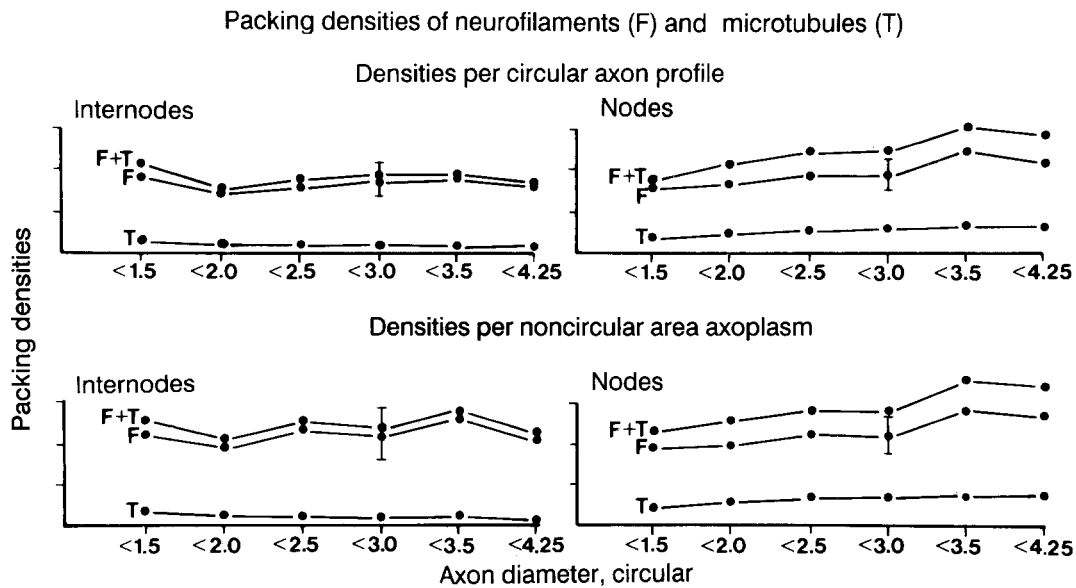 Packing densities of neurofilaments (F) and microtubules (T)
Densities per circular axon profile
Internodes
Nodes
F+T
F
T
<1.5 <2.0 <2.5 <3.0 <3.5 <4.25
F+T
F
T
<1.5 <2.0 <2.5 <3.0 <3.5 <4.25
Packing densities
Densities per noncircular area axoplasm
Internodes
Nodes
F+T
F
T
<1.5 <2.0 <2.5 <3.0 <3.5 <4.25
F+T
F
T
<1.5 <2.0 <2.5 <3.0 <3.5 <4.25
Axon diameter, circular